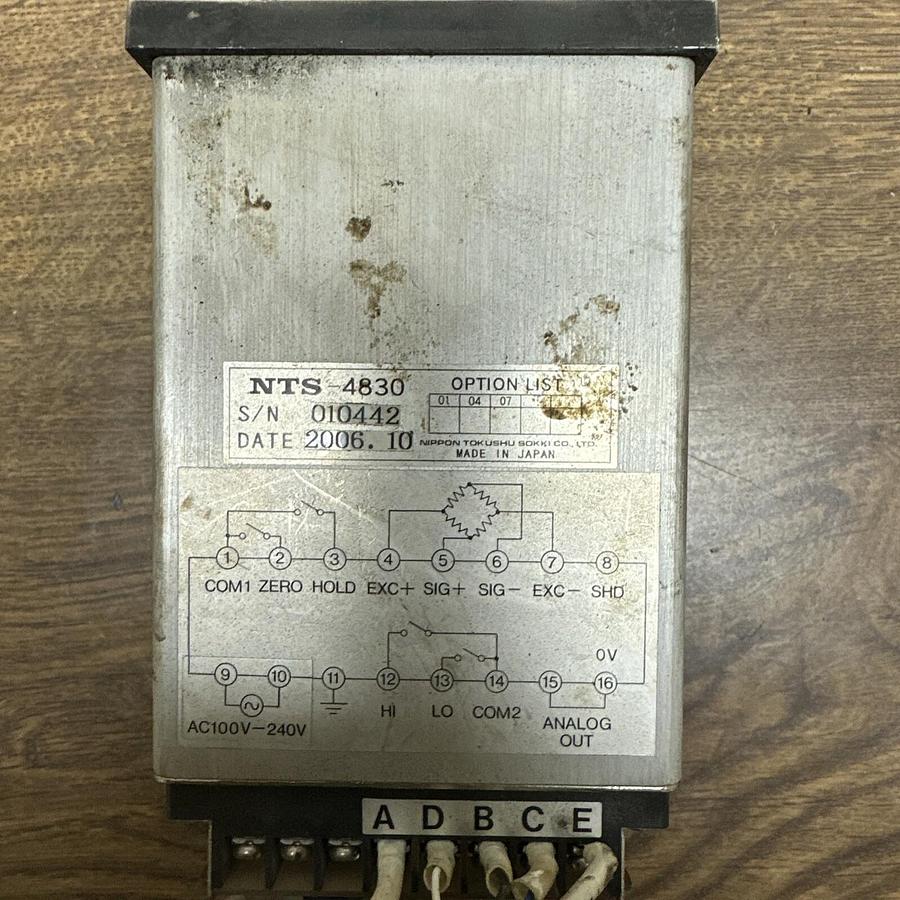 NTS-4830
S/N 010442
DATE 2006.10
OPTION LIST
01 04 07
NIPPON TOKUSHU SOKKI CO., LTD.
MADE IN JAPAN
1 2 3 4 5 6 7 8
COM1 ZERO HOLD EXC+ SIG+ SIG− EXC− SHD
0V
9 10 11 12 13 14 15 16
AC100V−240V
HI LO COM2
ANALOG
OUT
A D B C E